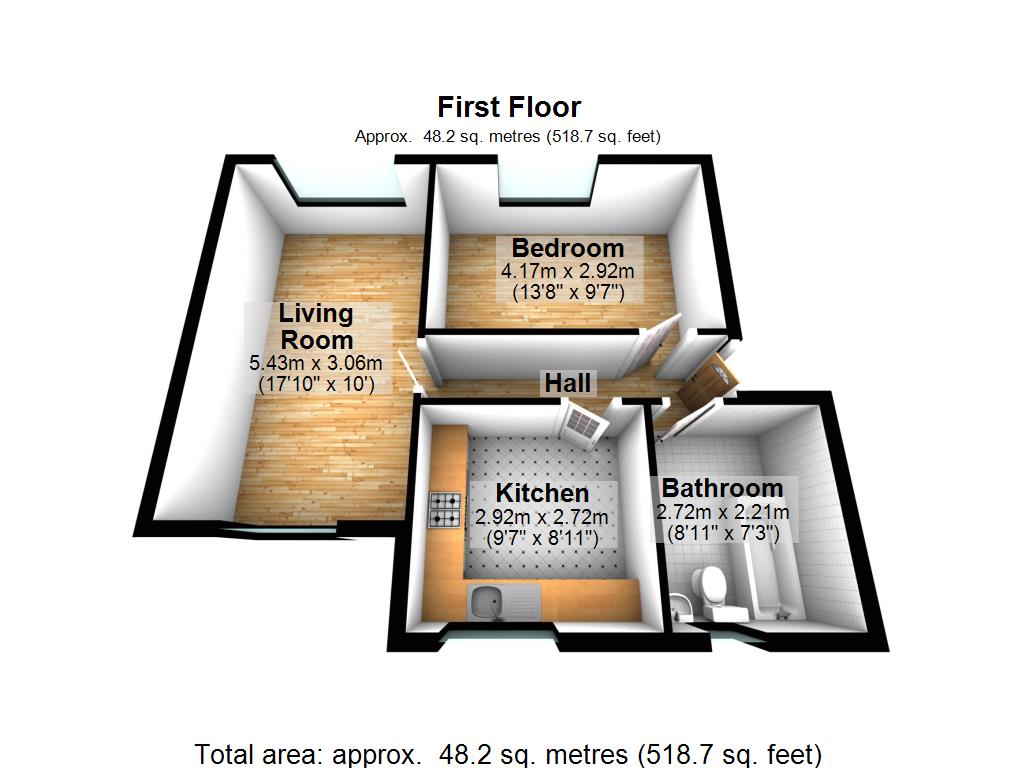 First Floor
Approx.  48.2 sq. metres (518.7 sq. feet)
Bedroom
4.17m x 2.92m
(13'8" x 9'7")
Living
Room
5.43m x 3.06m
(17'10" x 10')
Hall
Kitchen
2.92m x 2.72m
(9'7" x 8'11")
Bathroom
2.72m x 2.21m
(8'11" x 7'3")
Total area: approx.  48.2 sq. metres (518.7 sq. feet)